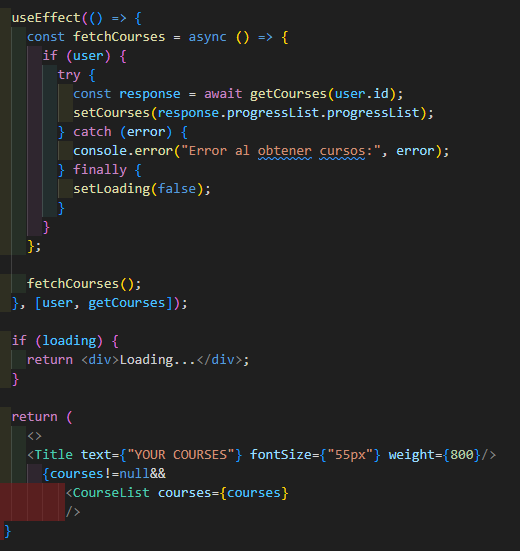 useEffect(() => {
const fetchCourses = async () => {
if (user) {
try {
const response = await getCourses(user.id);
setCourses(response.progressList.progressList);
} catch (error) {
console.error("Error al obtener cursos:", error);
} finally {
setLoading(false);
}
}
};
fetchCourses();
}, [user, getCourses]);
if (loading) {
return <div>Loading...</div>;
}
return (
<>
<Title text={"YOUR COURSES"} fontSize={"55px"} weight={800}/>
{courses!=null&&
<CourseList courses={courses}
/>
}